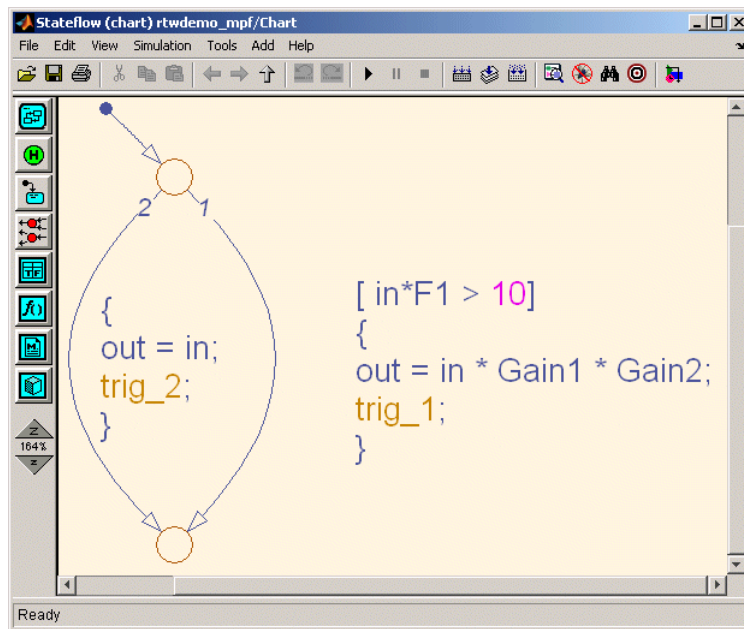 Stateflow (chart) rtwdemo_mpf/Chart
File Edit View Simulation Tools Add Help
2 1
{
out = in;
trig_2;
}
[ in*F1 > 10]
{
out = in * Gain1 * Gain2;
trig_1;
}
H
TF
f()
M
Z
164%
z
Ready